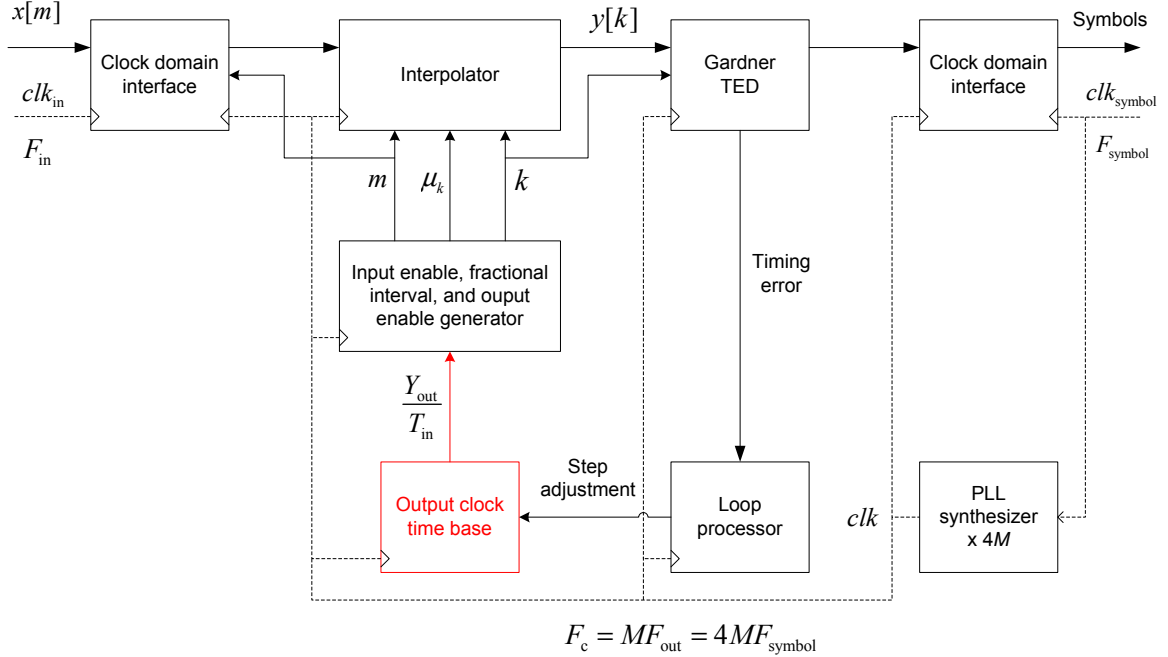 x[m]
y[k]
Symbols
Clock domain
interface
Interpolator
Gardner
TED
Clock domain
interface
clk_in
clk_symbol
F_in
F_symbol
m
μ_k
k
Input enable, fractional
interval, and ouput
enable generator
Timing
error
Y_out
T_in
Step
adjustment
Output clock
time base
Loop
processor
clk
PLL
synthesizer
x 4M
F_c = MF_out = 4MF_symbol